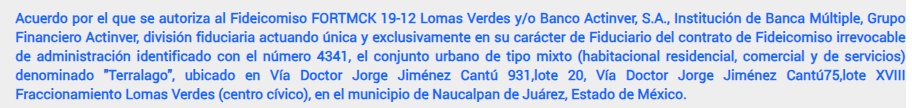 Acuerdo por el que se autoriza al Fideicomiso FORTMCK 19-12 Lomas Verdes y/o Banco Actinver, S.A., Institución de Banca Múltiple, Grupo
Financiero Actinver, división fiduciaria actuando única y exclusivamente en su carácter de Fiduciario del contrato de Fideicomiso irrevocable
de administración identificado con el número 4341, el conjunto urbano de tipo mixto (habitacional residencial, comercial y de servicios)
denominado "Terralago", ubicado en Vía Doctor Jorge Jiménez Cantú 931,lote 20, Vía Doctor Jorge Jiménez Cantú75,lote XVIII
Fraccionamiento Lomas Verdes (centro cívico), en el municipio de Naucalpan de Juárez, Estado de México.